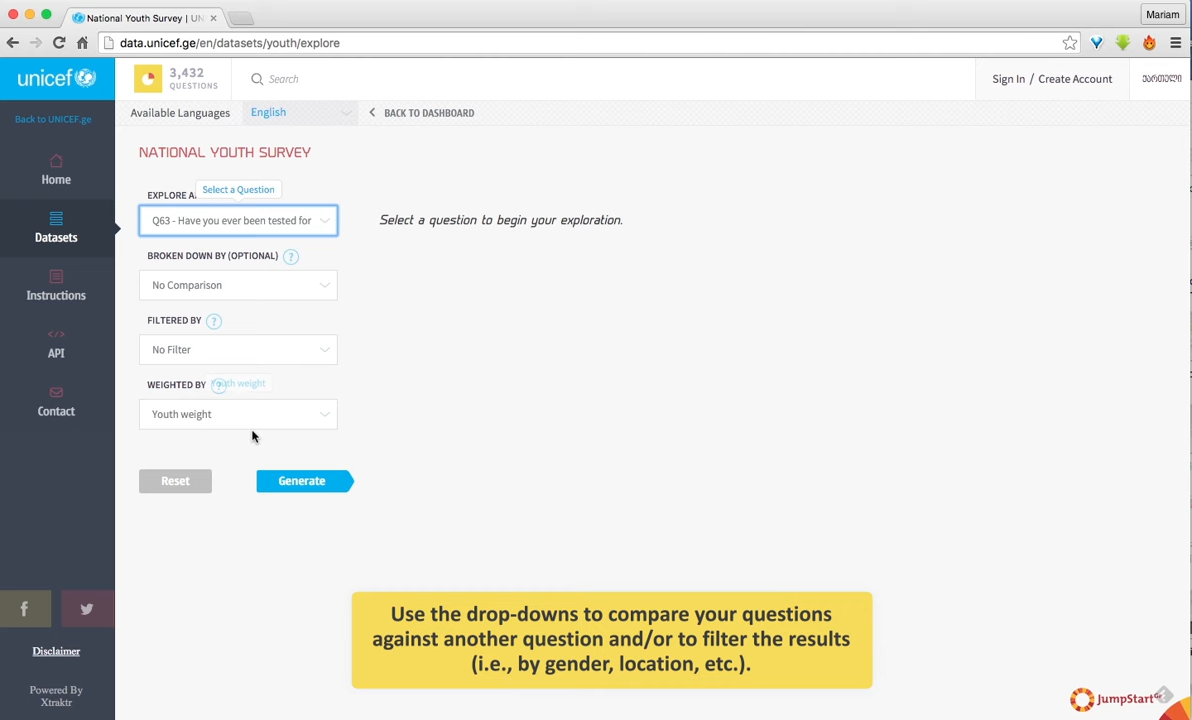 National Youth Survey | UN
Mariam
data.unicef.ge/en/datasets/youth/explore
unicef
3,432
QUESTIONS
Search
Sign In / Create Account
ქართული
Back to UNICEF.ge
Available Languages
English
BACK TO DASHBOARD
NATIONAL YOUTH SURVEY
Home
EXPLORE A
Select a Question
Q63 - Have you ever been tested for
Select a question to begin your exploration.
Datasets
BROKEN DOWN BY (OPTIONAL) ?
No Comparison
Instructions
FILTERED BY ?
No Filter
</>
API
WEIGHTED BY ?
Youth weight
Youth weight
Contact
Reset
Generate
Use the drop-downs to compare your questions
against another question and/or to filter the results
(i.e., by gender, location, etc.).
Disclaimer
Powered By
Xtraktr
JumpStart